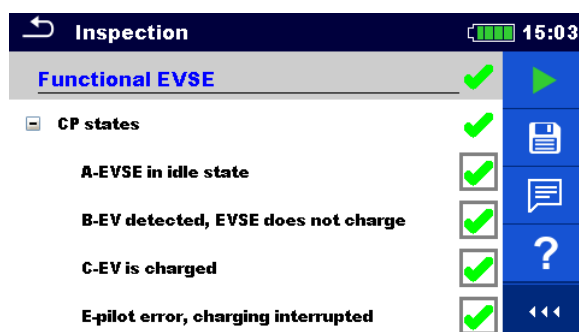 Inspection 15:03
Functional EVSE
CP states
A-EVSE in idle state
B-EV detected, EVSE does not charge
C-EV is charged
?
E-pilot error, charging interrupted